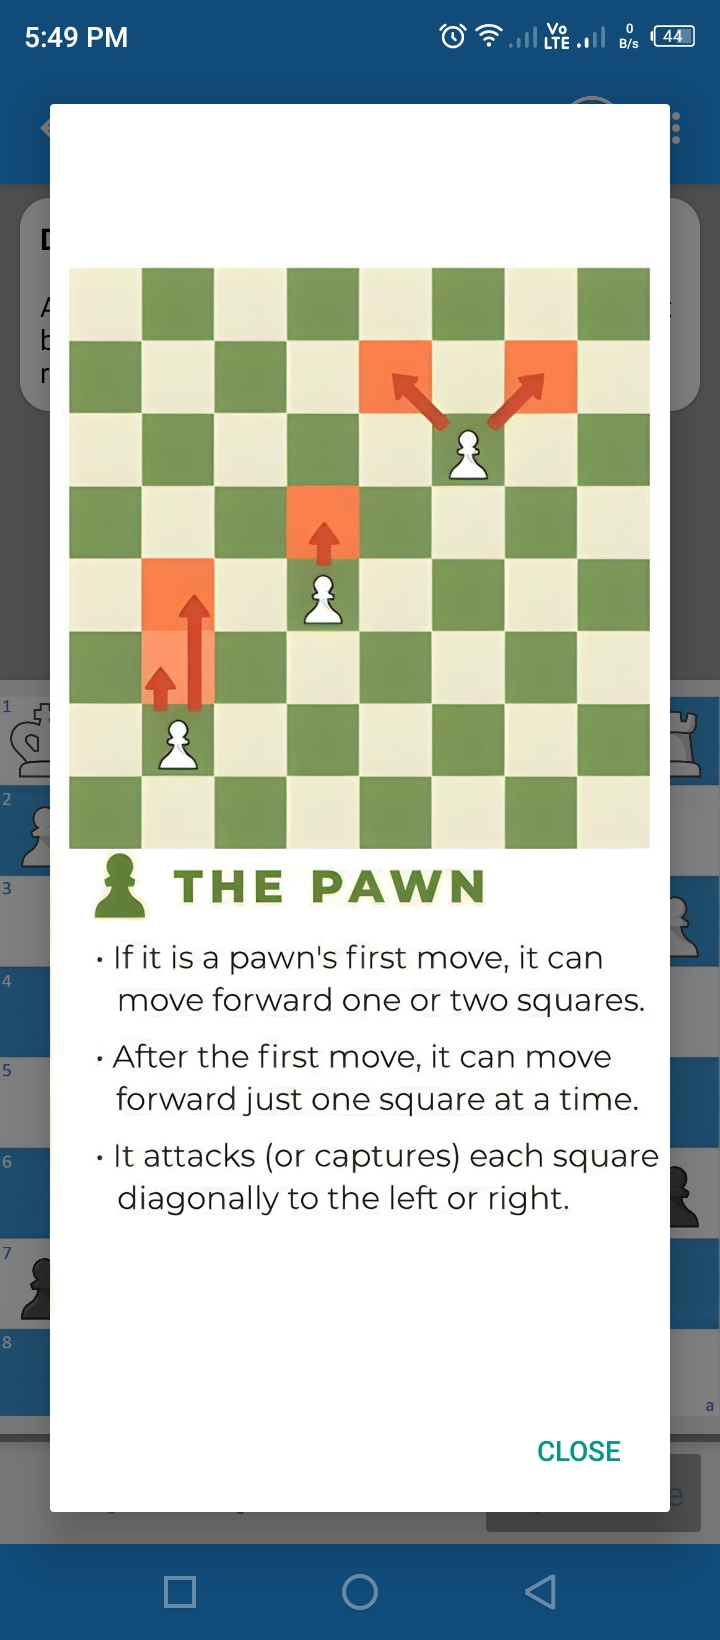 5:49 PM
Vo
LTE
0
B/s
44
1
2
3
4
5
6
7
8
a
THE PAWN
• If it is a pawn's first move, it can
move forward one or two squares.
• After the first move, it can move
forward just one square at a time.
• It attacks (or captures) each square
diagonally to the left or right.
CLOSE